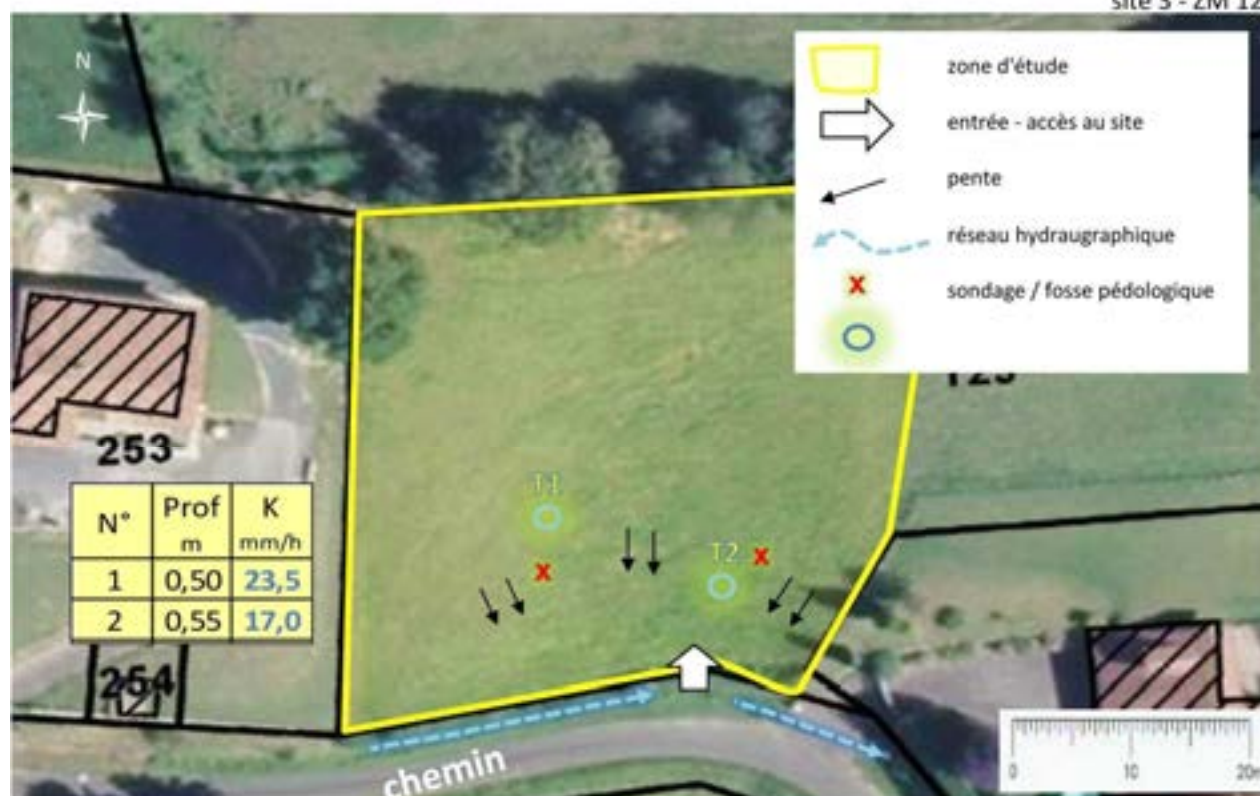 site 3 - ZM 12
N
zone d'étude
entrée - accès au site
pente
réseau hydraugraphique
sondage / fosse pédologique
253
N° Prof m K mm/h
1 0,50 23,5
2 0,55 17,0
254
T1
T2
chemin
0 10 20